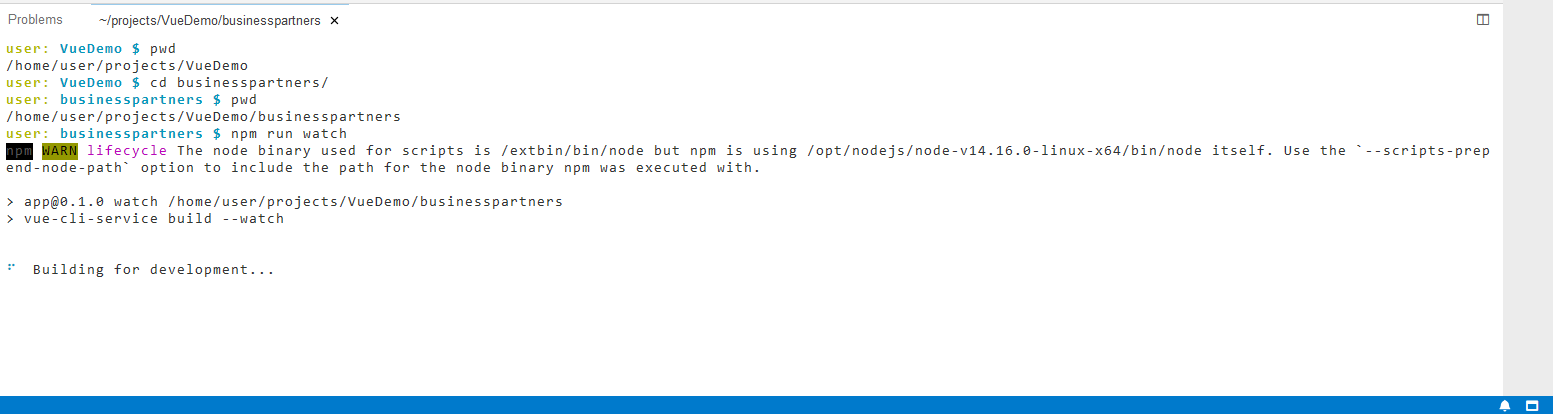 Problems ~/projects/VueDemo/businesspartners ×
user: VueDemo $ pwd
/home/user/projects/VueDemo
user: VueDemo $ cd businesspartners/
user: businesspartners $ pwd
/home/user/projects/VueDemo/businesspartners
user: businesspartners $ npm run watch
npm WARN lifecycle The node binary used for scripts is /extbin/bin/node but npm is using /opt/nodejs/node-v14.16.0-linux-x64/bin/node itself. Use the `--scripts-prep
end-node-path` option to include the path for the node binary npm was executed with.
> app@0.1.0 watch /home/user/projects/VueDemo/businesspartners
> vue-cli-service build --watch
⠋ Building for development...